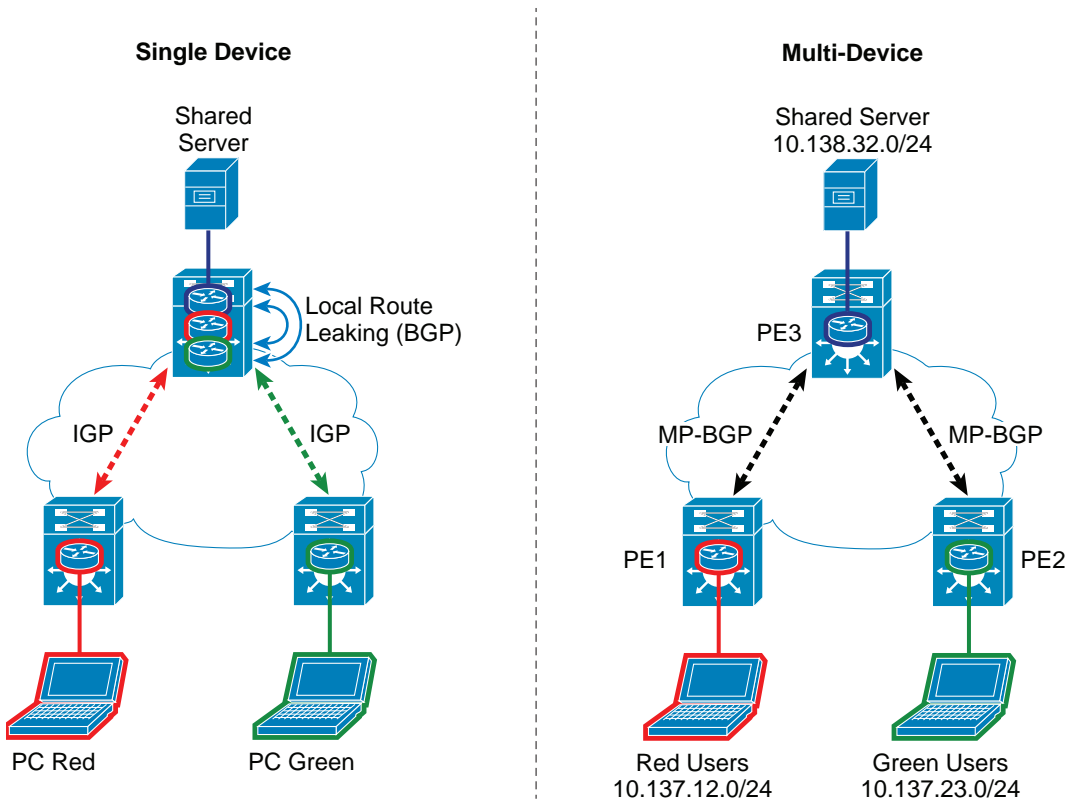 Single Device
Shared
Server
Local Route
Leaking (BGP)
IGP
IGP
PC Red
PC Green
Multi-Device
Shared Server
10.138.32.0/24
PE3
MP-BGP
MP-BGP
PE1
PE2
Red Users
10.137.12.0/24
Green Users
10.137.23.0/24